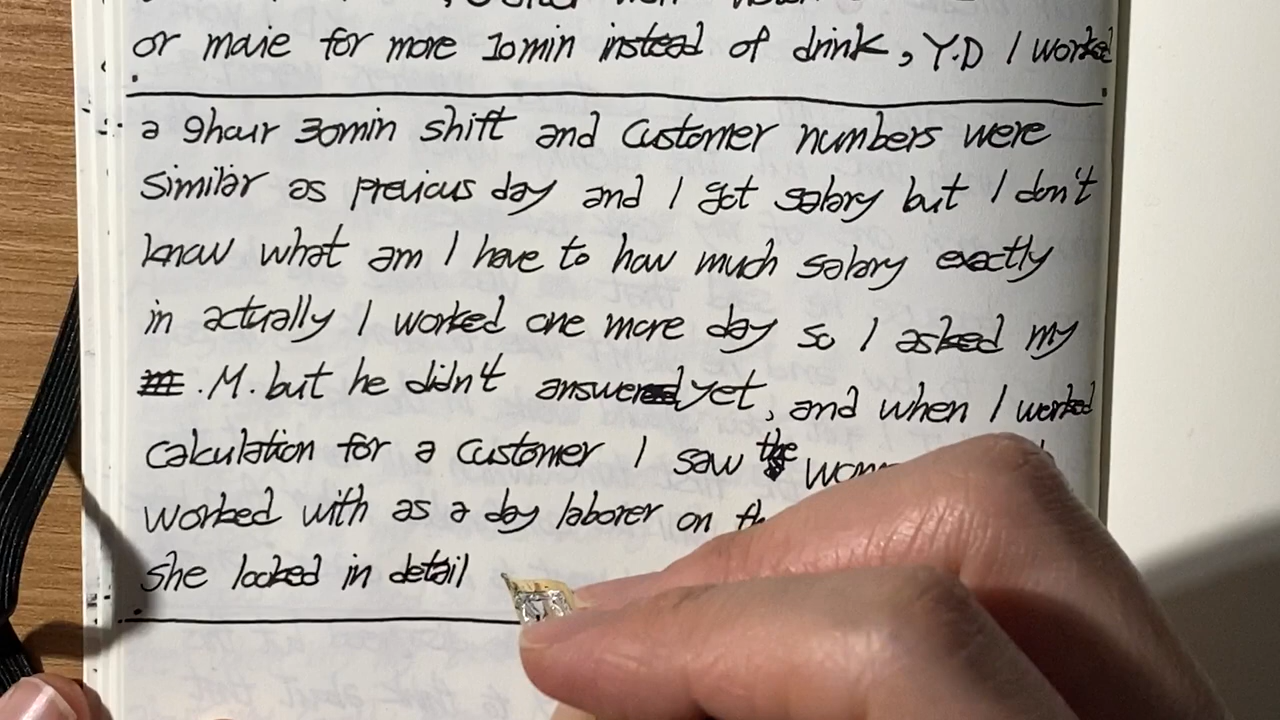 or movie for more 10min instead of drink, Y.D I worked
a 9hour 30min shift and customer numbers were
similar as previous day and I got salary but I don't
know what am I have to how much salary exactly
in actually I worked one more day so I asked my
.M. but he didn't answered yet, and when I worked
calculation for a customer I saw the
worked with as a day laborer on
she looked in detail